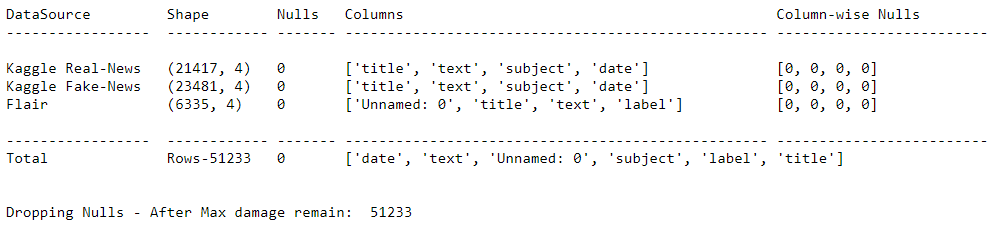 DataSource Shape Nulls Columns Column-wise Nulls
----------------- ------------ ------- ---------------------------------------------------- --------------------------
Kaggle Real-News (21417, 4) 0 ['title', 'text', 'subject', 'date'] [0, 0, 0, 0]
Kaggle Fake-News (23481, 4) 0 ['title', 'text', 'subject', 'date'] [0, 0, 0, 0]
Flair (6335, 4) 0 ['Unnamed: 0', 'title', 'text', 'label'] [0, 0, 0, 0]
----------------- ------------ ------- ---------------------------------------------------- --------------------------
Total Rows-51233 0 ['date', 'text', 'Unnamed: 0', 'subject', 'label', 'title']
Dropping Nulls - After Max damage remain: 51233